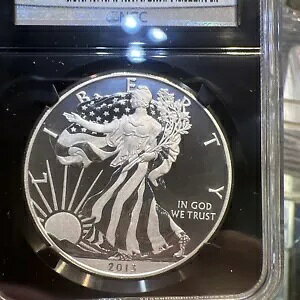 LIBERTY
IN GOD
WE TRUST
2013